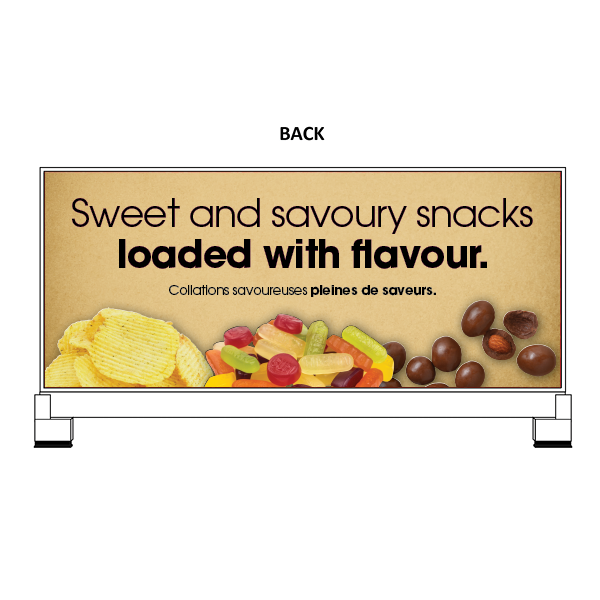 BACK
Sweet and savoury snacks
loaded with flavour.
Collations savoureuses pleines de saveurs.